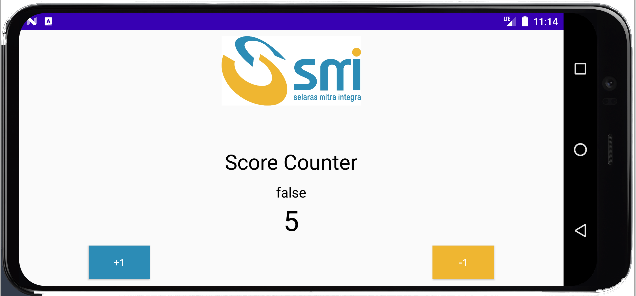 11:14
smi
selaras mitra integra
Score Counter
false
5
+1
-1